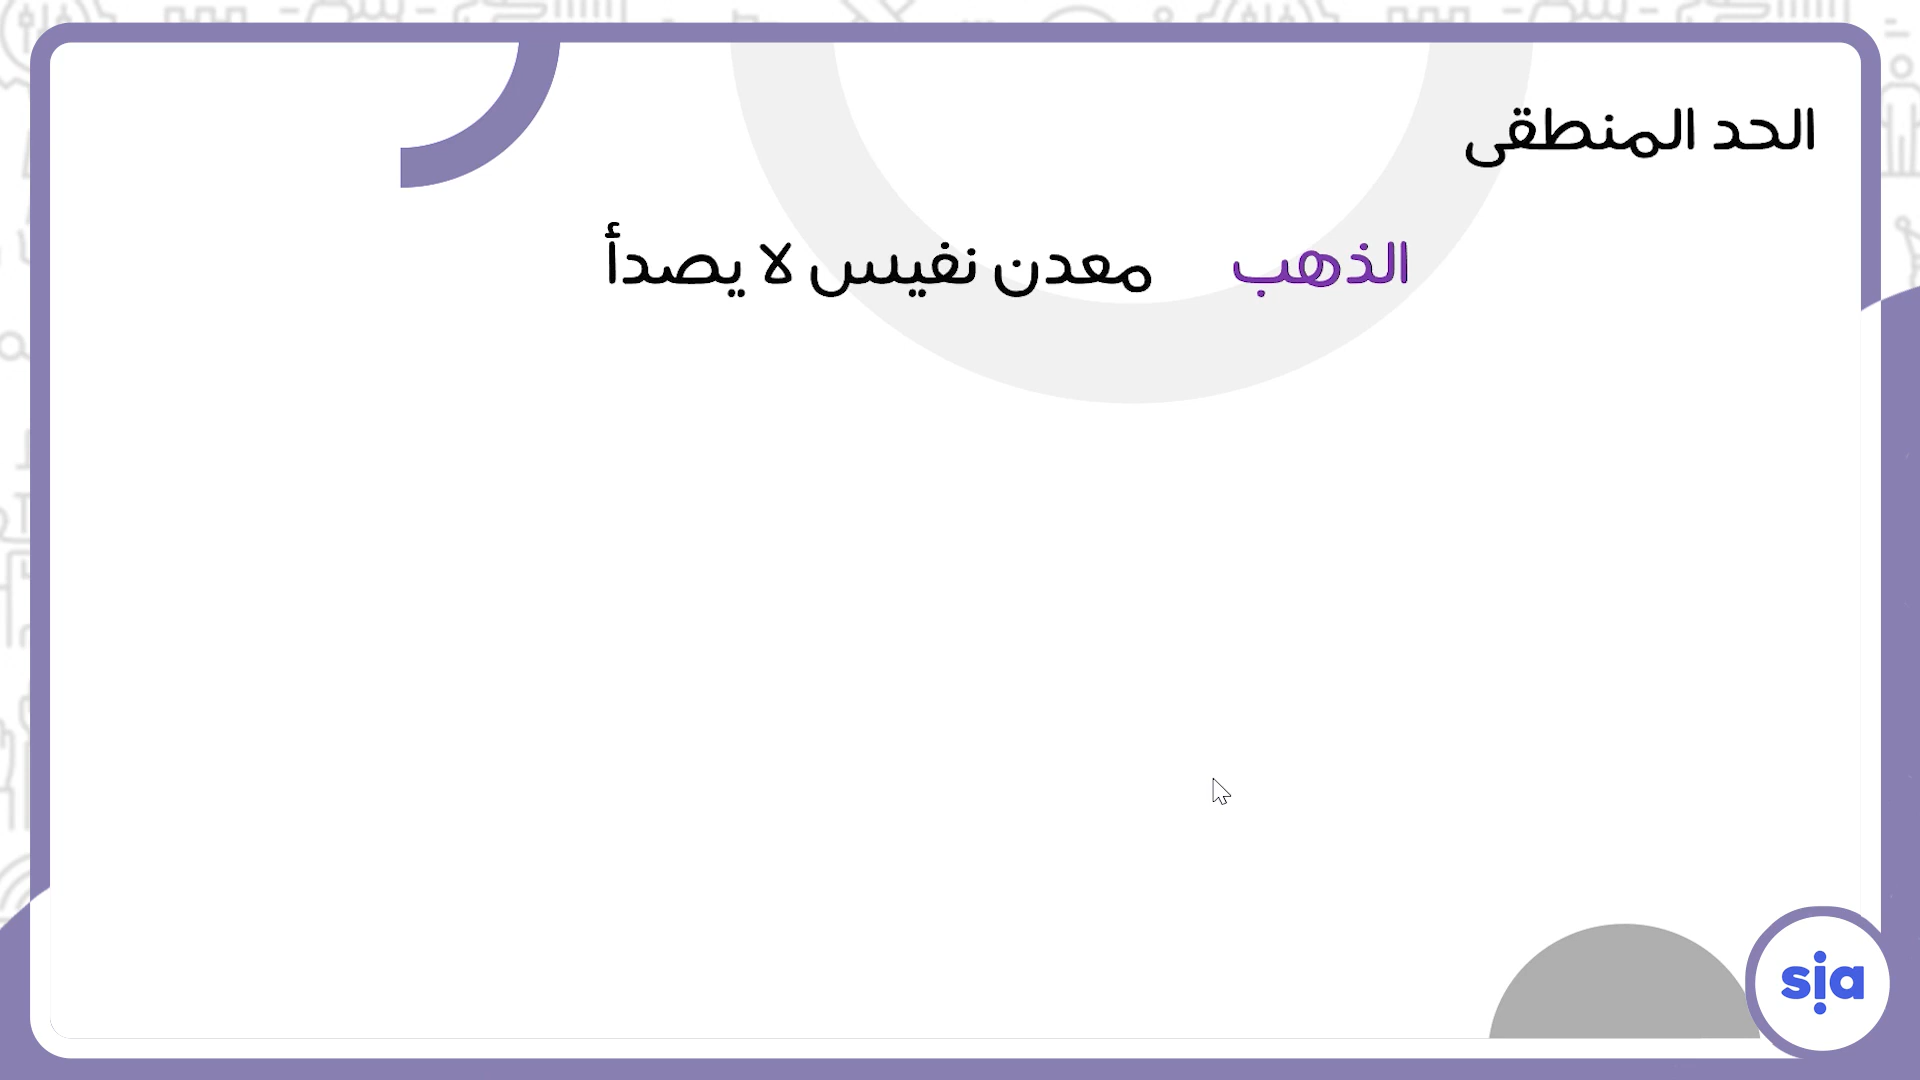 الحد المنطقى
الذهب معدن نفيس لا يصدأ
sia